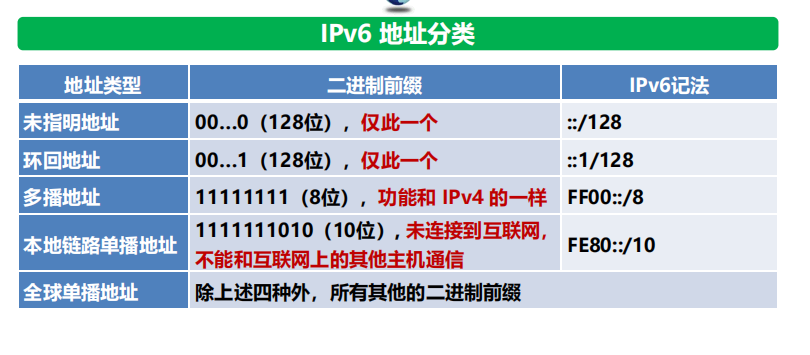 IPv6 地址分类
地址类型 二进制前缀 IPv6记法
未指明地址 00…0（128位），仅此一个 ::/128
环回地址 00…1（128位），仅此一个 ::1/128
多播地址 11111111（8位），功能和 IPv4 的一样 FF00::/8
本地链路单播地址 1111111010（10位），未连接到互联网， FE80::/10
不能和互联网上的其他主机通信
全球单播地址 除上述四种外，所有其他的二进制前缀